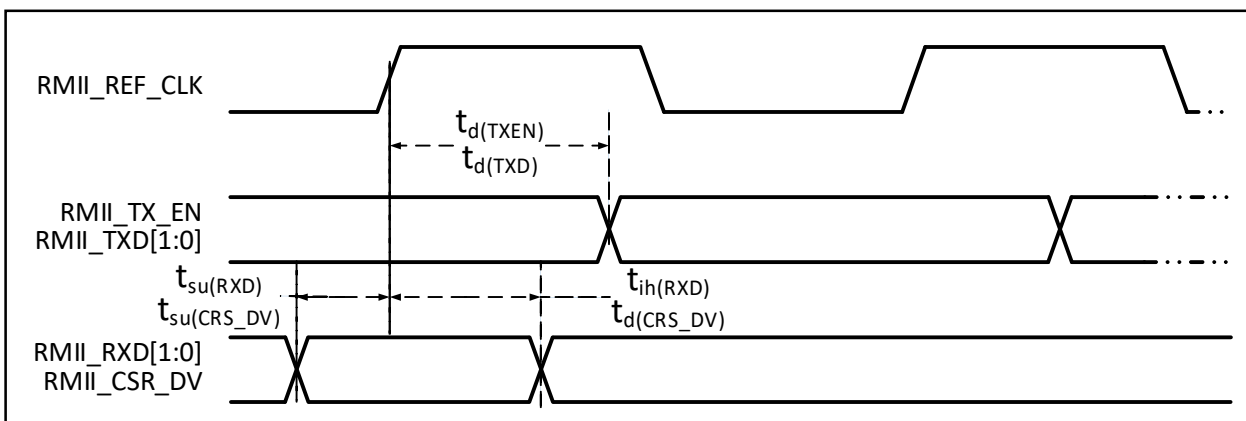 RMII_REF_CLK
td(TXEN)
td(TXD)
RMII_TX_EN
RMII_TXD[1:0]
tsu(RXD)
tih(RXD)
tsu(CRS_DV)
td(CRS_DV)
RMII_RXD[1:0]
RMII_CSR_DV